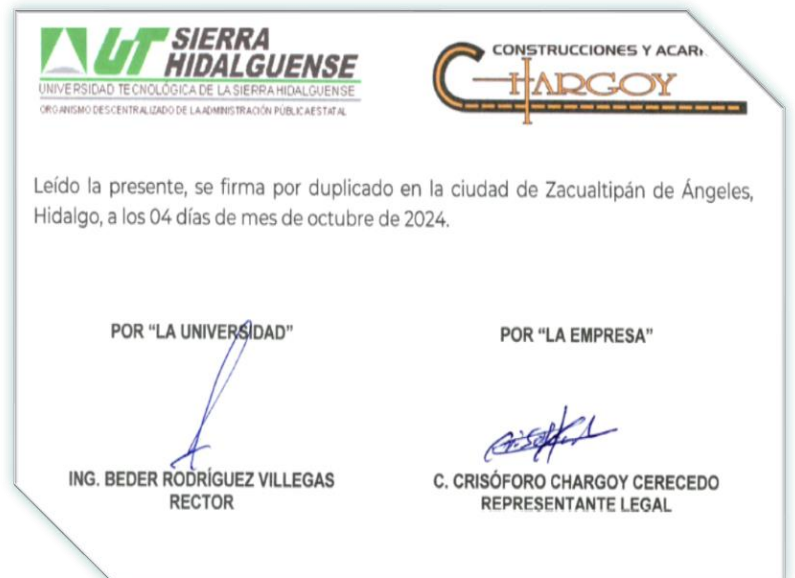 UT SIERRA
HIDALGUENSE
UNIVERSIDAD TECNOLÓGICA DE LA SIERRA HIDALGUENSE
ORGANISMO DESCENTRALIZADO DE LA ADMINISTRACIÓN PÚBLICA ESTATAL
CONSTRUCCIONES Y ACAR
CHARGOY
Leído la presente, se firma por duplicado en la ciudad de Zacualtipán de Ángeles,
Hidalgo, a los 04 días de mes de octubre de 2024.
POR “LA UNIVERSIDAD”
POR “LA EMPRESA”
ING. BEDER RODRÍGUEZ VILLEGAS
RECTOR
C. CRISÓFORO CHARGOY CERECEDO
REPRESENTANTE LEGAL